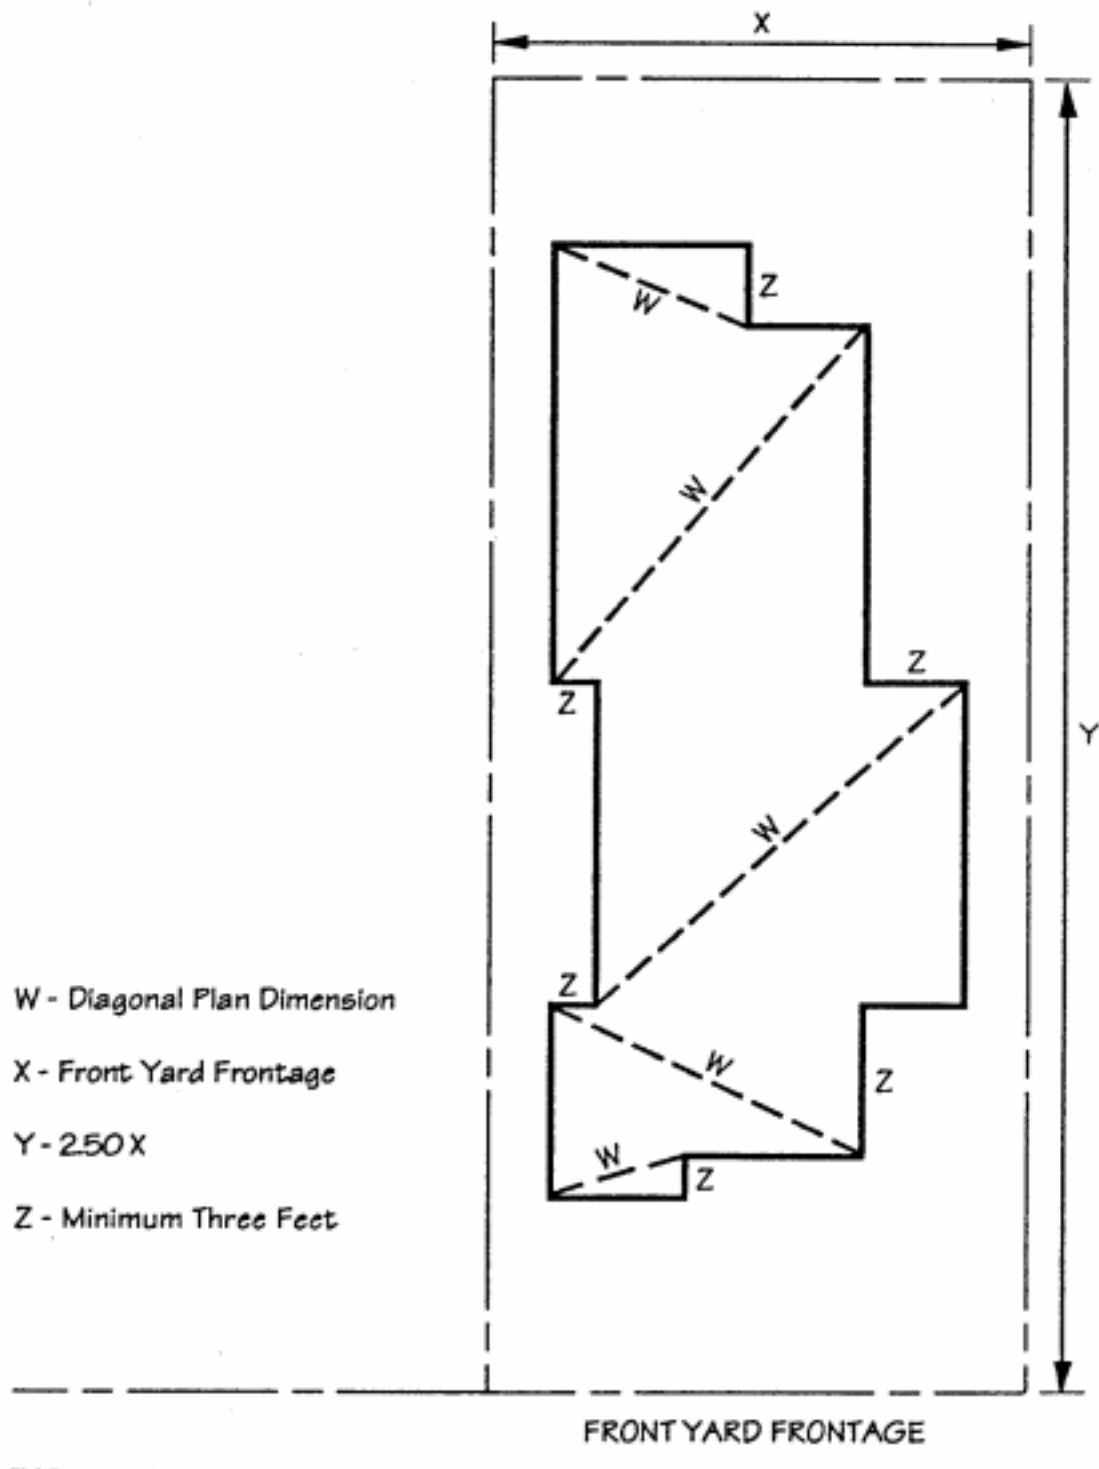 X
Z
W
W
Z
Z
Y
W
Z
W - Diagonal Plan Dimension
W
X - Front Yard Frontage
Z
Y - 2.50 X
W
Z
Z - Minimum Three Feet
FRONT YARD FRONTAGE